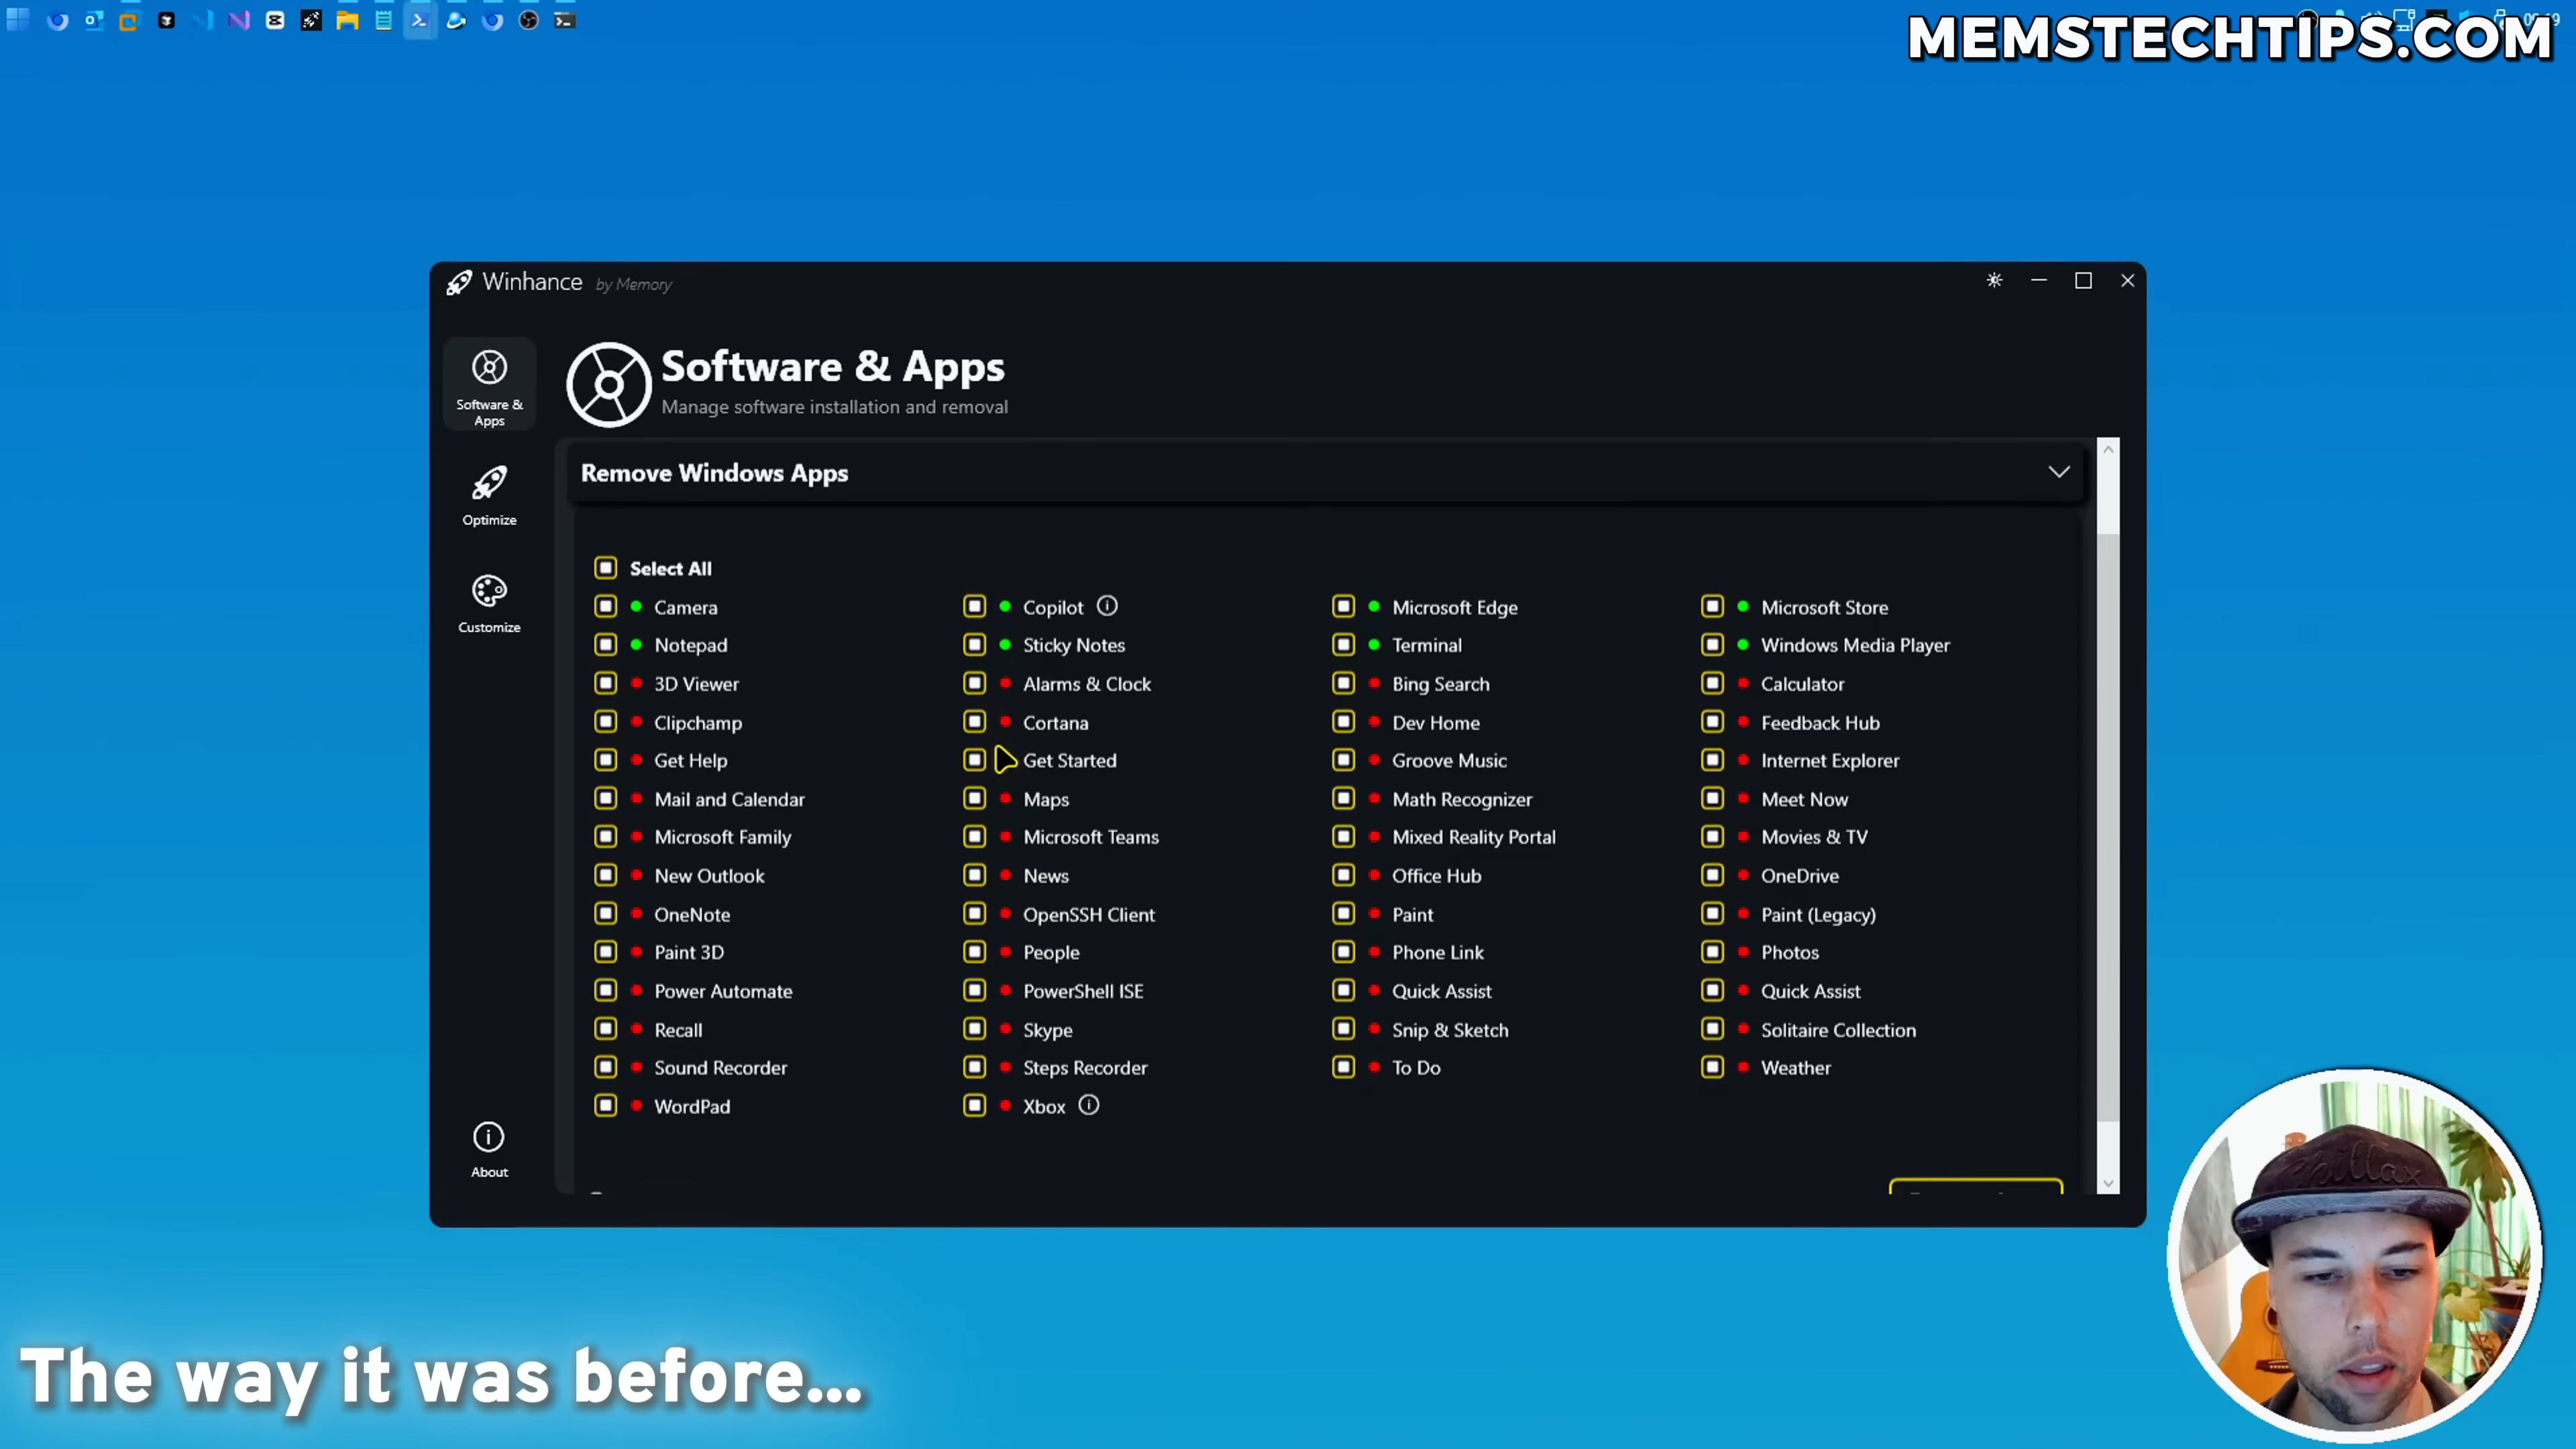 MEMSTECHTIPS.COM
Winhance by Memory
Software & Apps
Manage software installation and removal
Software &
Apps
Optimize
Customize
About
Remove Windows Apps
Select All
Camera
Copilot
Microsoft Edge
Microsoft Store
Notepad
Sticky Notes
Terminal
Windows Media Player
3D Viewer
Alarms & Clock
Bing Search
Calculator
Clipchamp
Cortana
Dev Home
Feedback Hub
Get Help
Get Started
Groove Music
Internet Explorer
Mail and Calendar
Maps
Math Recognizer
Meet Now
Microsoft Family
Microsoft Teams
Mixed Reality Portal
Movies & TV
New Outlook
News
Office Hub
OneDrive
OneNote
OpenSSH Client
Paint
Paint (Legacy)
Paint 3D
People
Phone Link
Photos
Power Automate
PowerShell ISE
Quick Assist
Quick Assist
Recall
Skype
Snip & Sketch
Solitaire Collection
Sound Recorder
Steps Recorder
To Do
Weather
WordPad
Xbox
chillax
The way it was before...